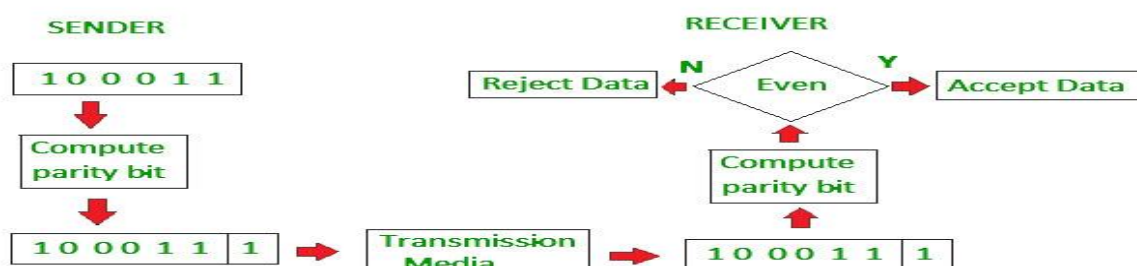 SENDER
1 0 0 0 1 1
Compute
parity bit
1 0 0 0 1 1 1
Transmission
Media
RECEIVER
Reject Data
N
Even
Y
Accept Data
Compute
parity bit
1 0 0 0 1 1 1